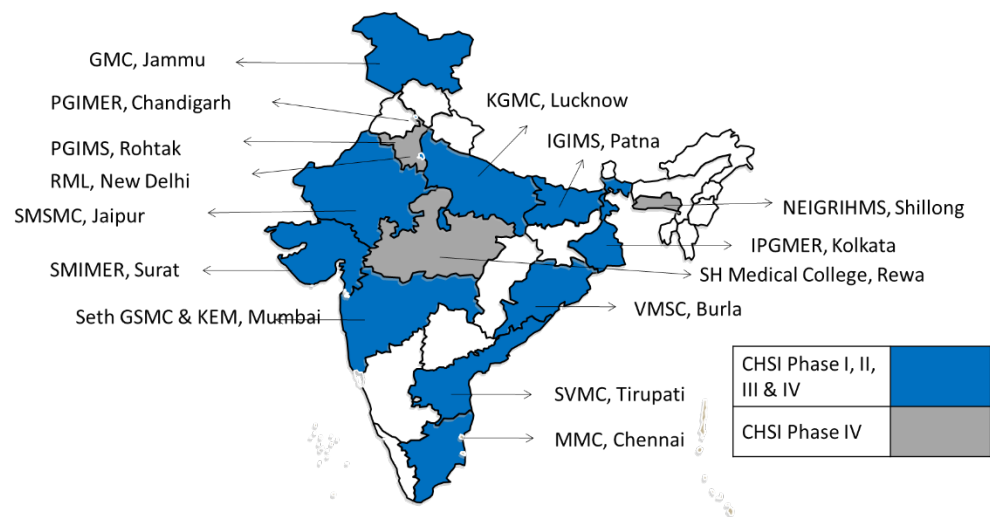 GMC, Jammu
PGIMER, Chandigarh
KGMC, Lucknow
IGIMS, Patna
PGIMS, Rohtak
RML, New Delhi
SMSMC, Jaipur
NEIGRIHMS, Shillong
IPGMER, Kolkata
SMIMER, Surat
SH Medical College, Rewa
Seth GSMC & KEM, Mumbai
VMSC, Burla
SVMC, Tirupati
MMC, Chennai
CHSI Phase I, II,
III & IV
CHSI Phase IV